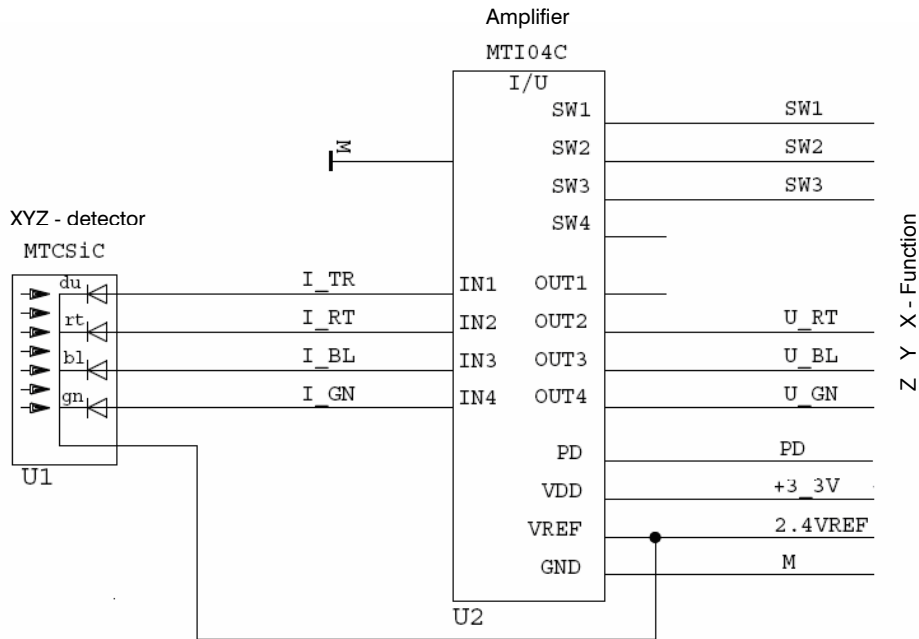 Amplifier
MTI04C
I/U
SW1 SW1
SW2 SW2
M
SW3 SW3
XYZ - detector
SW4
MTCSiC
du I_TR IN1 OUT1
rt I_RT IN2 OUT2 U_RT
bl I_BL IN3 OUT3 U_BL
gn I_GN IN4 OUT4 U_GN
Z Y X - Function
PD PD
U1
VDD +3_3V
VREF 2.4VREF
GND M
U2